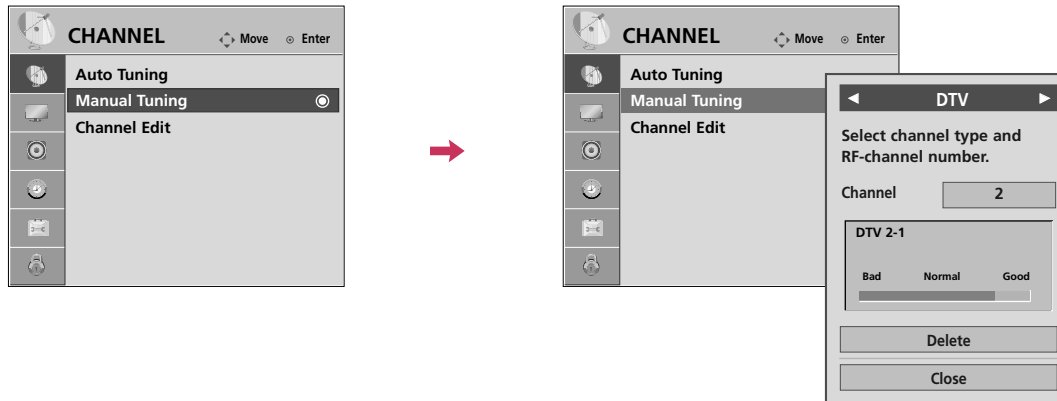 CHANNEL Move Enter
Auto Tuning
Manual Tuning
Channel Edit
CHANNEL Move Enter
Auto Tuning
Manual Tuning
Channel Edit
◄ DTV ►
Select channel type and
RF-channel number.
Channel 2
DTV 2-1
Bad Normal Good
Delete
Close